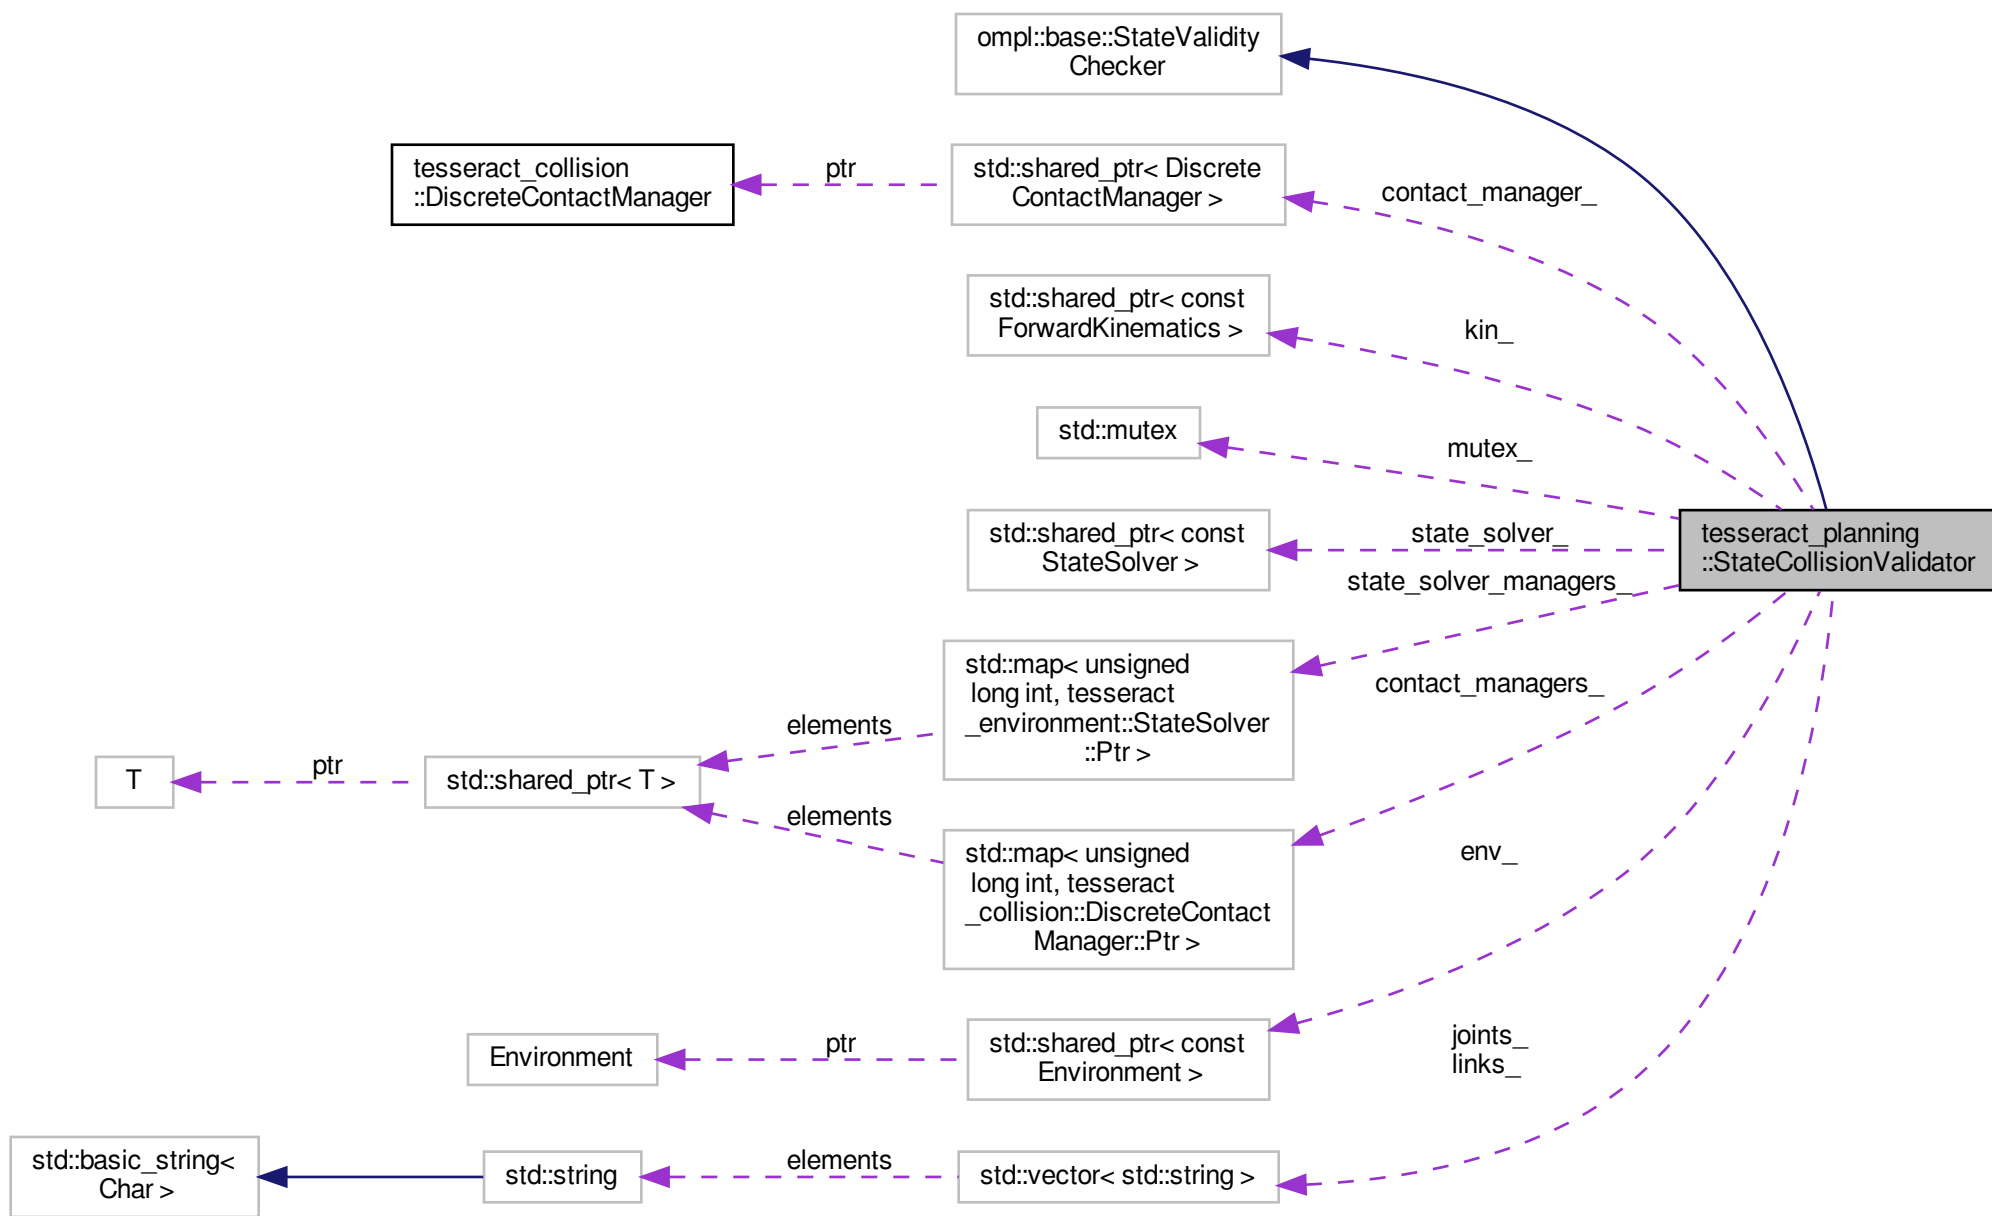 ompl::base::StateValidity
Checker
tesseract_collision
::DiscreteContactManager
ptr
std::shared_ptr< Discrete
ContactManager >
contact_manager_
std::shared_ptr< const
ForwardKinematics >
kin_
std::mutex
mutex_
std::shared_ptr< const
StateSolver >
state_solver_
tesseract_planning
::StateCollisionValidator
state_solver_managers_
std::map< unsigned
long int, tesseract
_environment::StateSolver
::Ptr >
contact_managers_
elements
T
ptr
std::shared_ptr< T >
elements
std::map< unsigned
long int, tesseract
_collision::DiscreteContact
Manager::Ptr >
env_
Environment
ptr
std::shared_ptr< const
Environment >
joints_
links_
std::basic_string<
Char >
std::string
elements
std::vector< std::string >